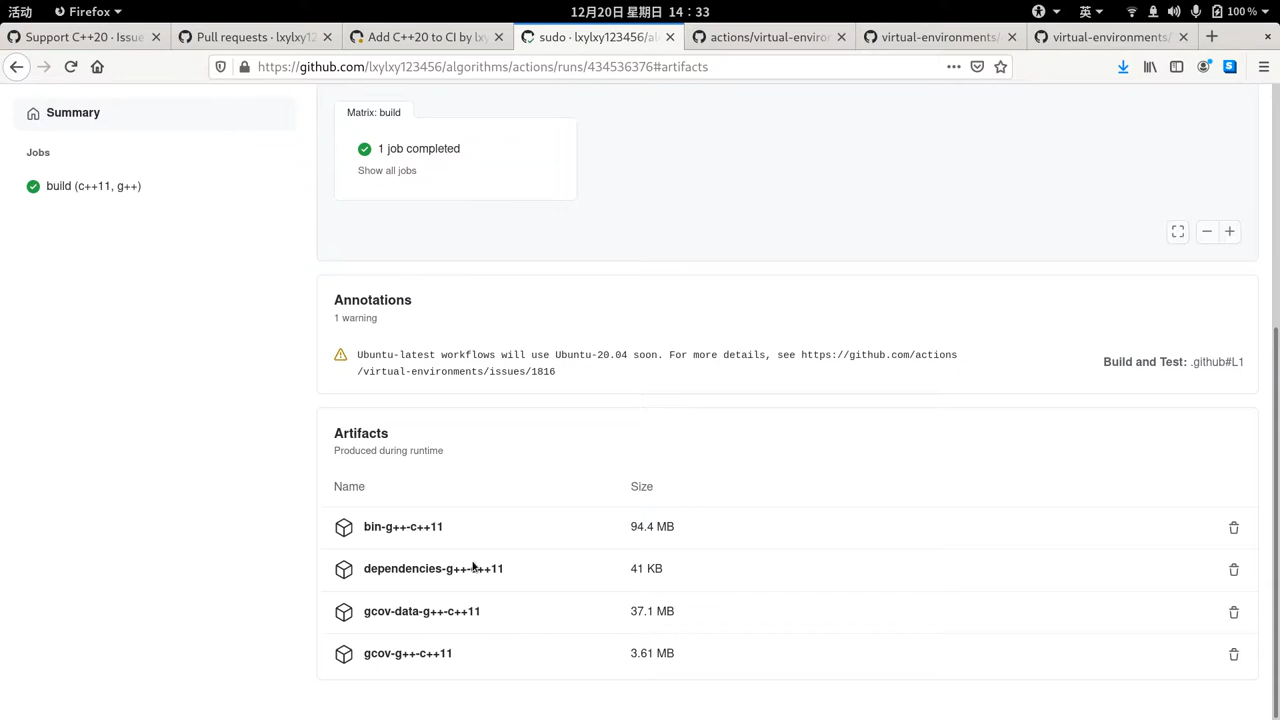 活动
Firefox
12月20日 星期日 14：33
英
100 %
Support C++20 · Issue
Pull requests · lxylxy12
Add C++20 to CI by lxy
sudo · lxylxy123456/al
actions/virtual-enviro
virtual-environments/
virtual-environments/
https://github.com/lxylxy123456/algorithms/actions/runs/434536376#artifacts
Summary
Jobs
build (c++11, g++)
Matrix: build
1 job completed
Show all jobs
Annotations
1 warning
Ubuntu-latest workflows will use Ubuntu-20.04 soon. For more details, see https://github.com/actions
/virtual-environments/issues/1816
Build and Test: .github#L1
Artifacts
Produced during runtime
Name Size
bin-g++-c++11 94.4 MB
dependencies-g++-c++11 41 KB
gcov-data-g++-c++11 37.1 MB
gcov-g++-c++11 3.61 MB